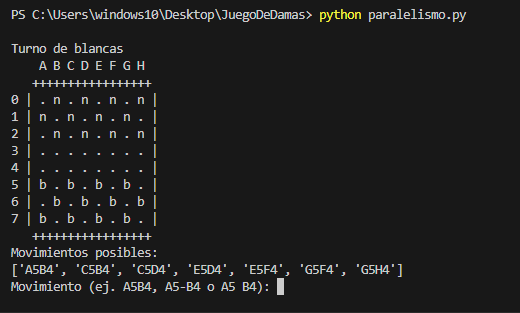 PS C:\Users\windows10\Desktop\JuegoDeDamas> python paralelismo.py
Turno de blancas
    A B C D E F G H
   +++++++++++++++++
0 | . n . n . n . n |
1 | n . n . n . n . |
2 | . n . n . n . n |
3 | . . . . . . . . |
4 | . . . . . . . . |
5 | b . b . b . b . |
6 | . b . b . b . b |
7 | b . b . b . b . |
   +++++++++++++++++
Movimientos posibles:
['A5B4', 'C5B4', 'C5D4', 'E5D4', 'E5F4', 'G5F4', 'G5H4']
Movimiento (ej. A5B4, A5-B4 o A5 B4):